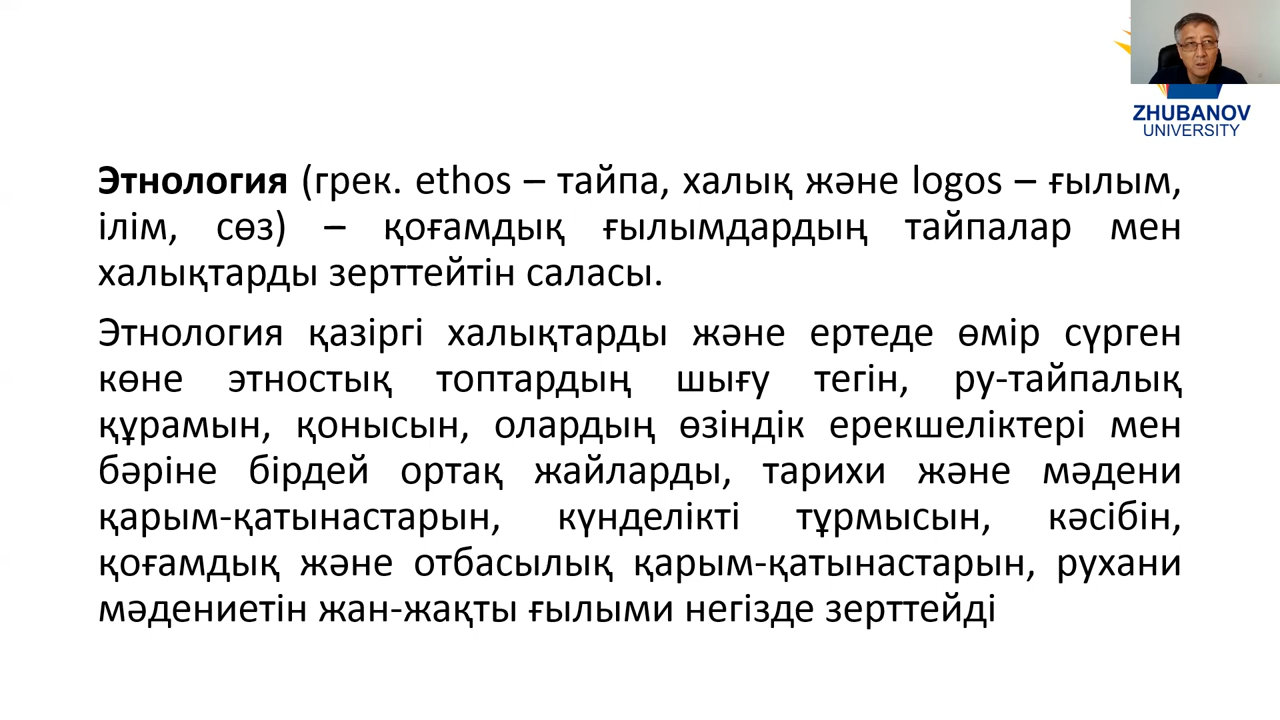 ZHUBANOV
UNIVERSITY
Этнология (грек. ethos – тайпа, халық және logos – ғылым,
ілім, сөз) – қоғамдық ғылымдардың тайпалар мен
халықтарды зерттейтін саласы.
Этнология қазіргі халықтарды және ертеде өмір сүрген
көне этностық топтардың шығу тегін, ру-тайпалық
құрамын, қонысын, олардың өзіндік ерекшеліктері мен
бәріне бірдей ортақ жайларды, тарихи және мәдени
қарым-қатынастарын, күнделікті тұрмысын, кәсібін,
қоғамдық және отбасылық қарым-қатынастарын, рухани
мәдениетін жан-жақты ғылыми негізде зерттейді